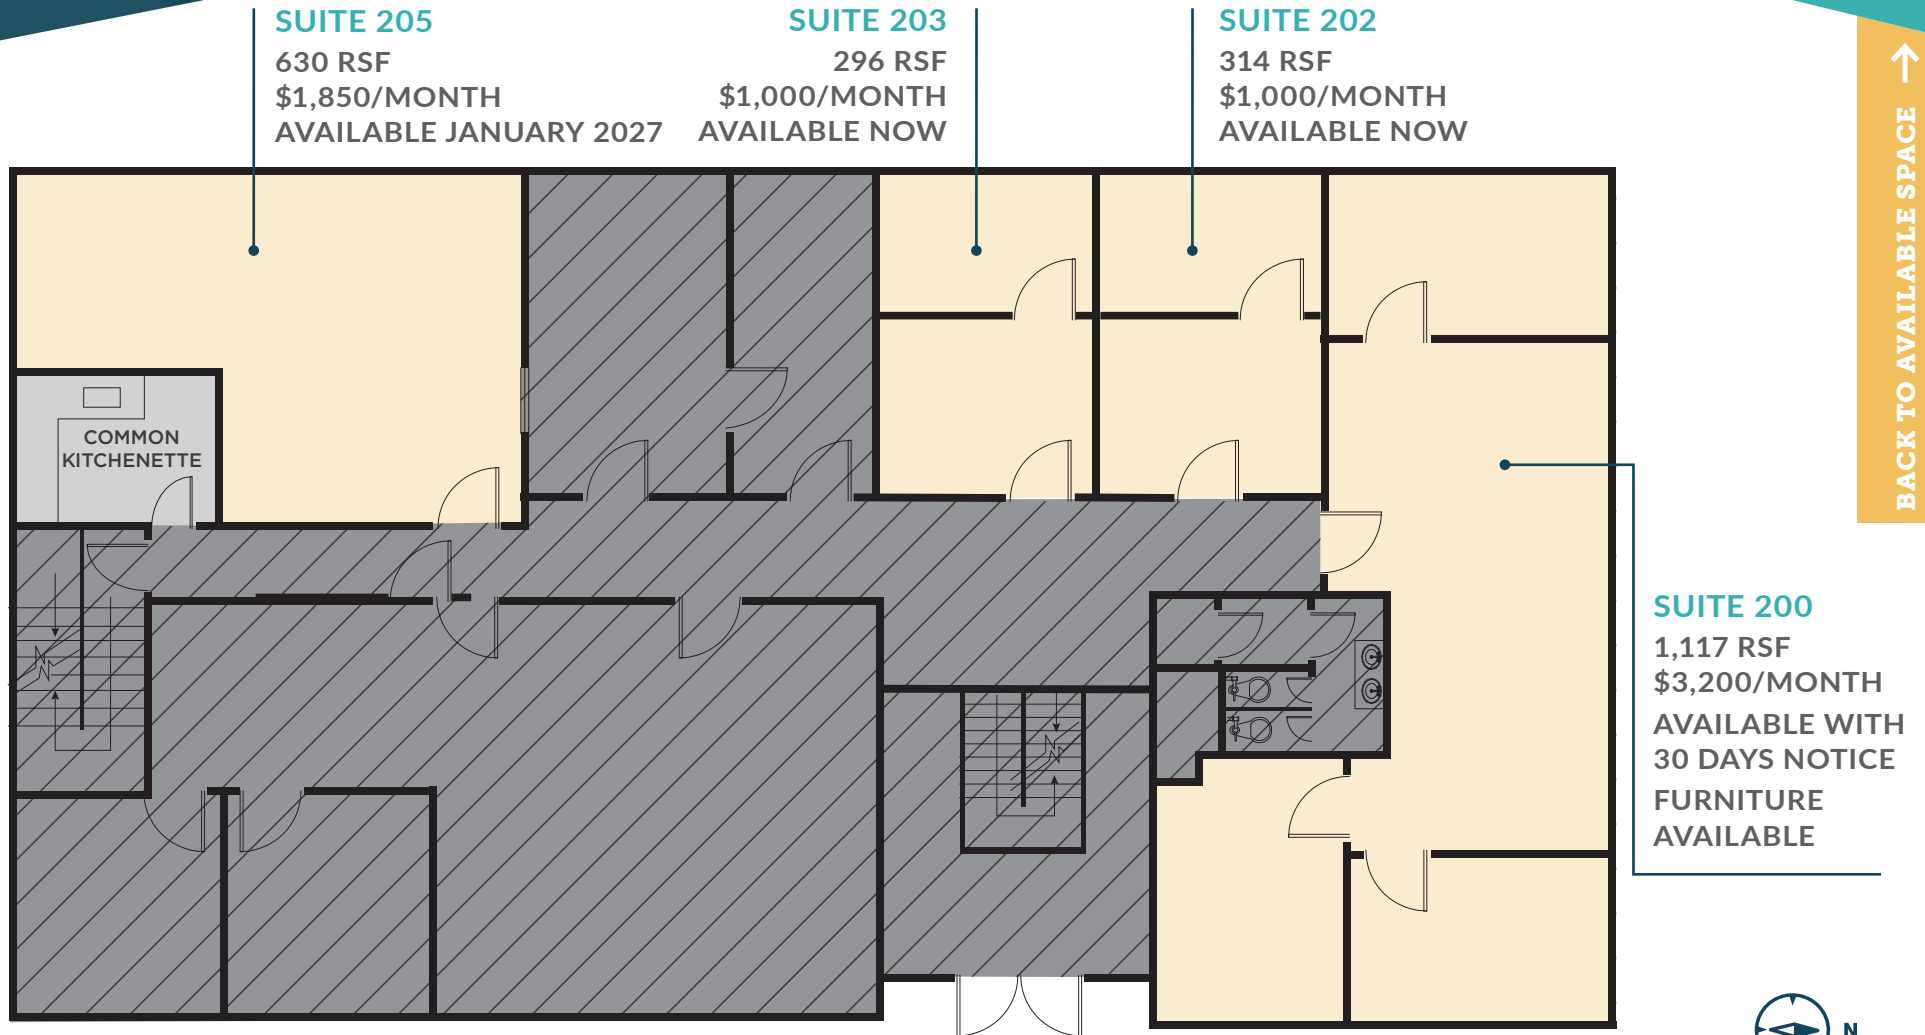 SUITE 205
630 RSF
$1,850/MONTH
AVAILABLE JANUARY 2027
SUITE 203
296 RSF
$1,000/MONTH
AVAILABLE NOW
SUITE 202
314 RSF
$1,000/MONTH
AVAILABLE NOW
BACK TO AVAILABLE SPACE
COMMON
KITCHENETTE
SUITE 200
1,117 RSF
$3,200/MONTH
AVAILABLE WITH
30 DAYS NOTICE
FURNITURE
AVAILABLE
N